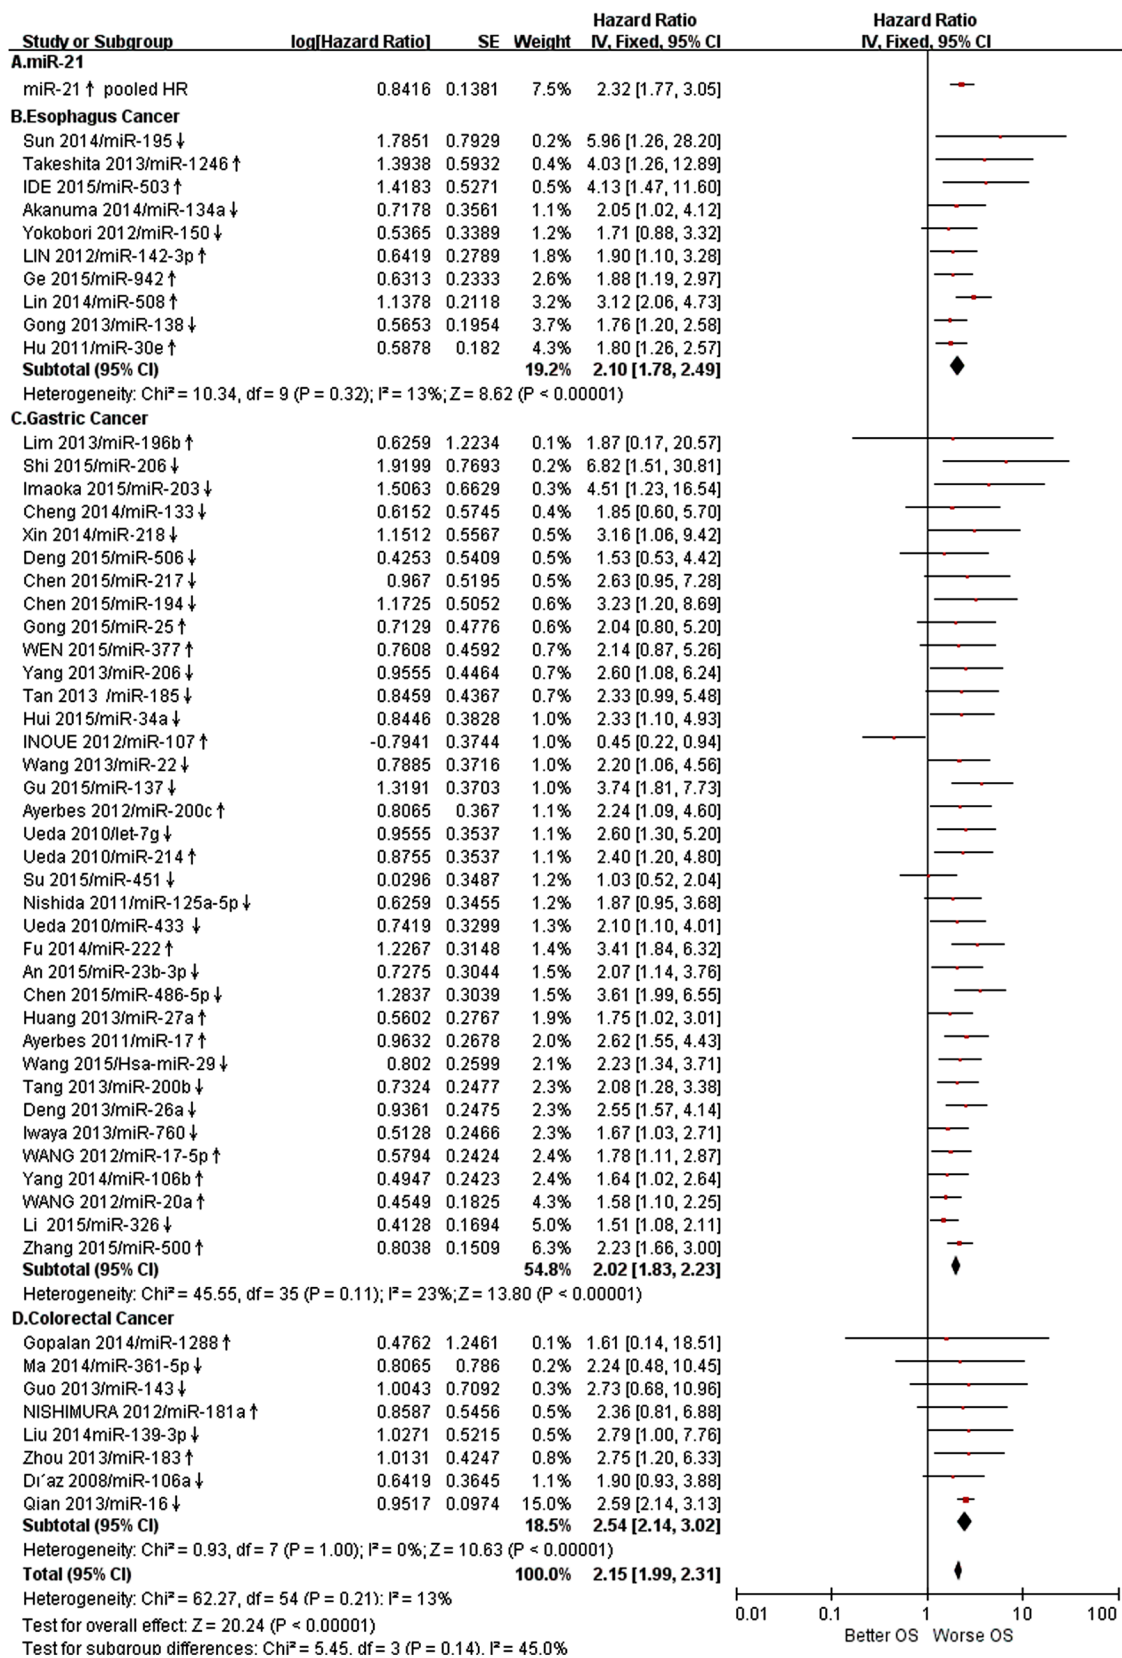 Hazard Ratio Hazard Ratio
Study or Subgroup log[Hazard Ratio] SE Weight IV, Fixed, 95% CI IV, Fixed, 95% CI
A.miR-21
miR-21↑ pooled HR 0.8416 0.1381 7.5% 2.32 [1.77, 3.05]
B.Esophagus Cancer
Sun 2014/miR-195↓ 1.7851 0.7929 0.2% 5.96 [1.26, 28.20]
Takeshita 2013/miR-1246↑ 1.3938 0.5932 0.4% 4.03 [1.26, 12.89]
IDE 2015/miR-503↑ 1.4183 0.5271 0.5% 4.13 [1.47, 11.60]
Akanuma 2014/miR-134a↓ 0.7178 0.3561 1.1% 2.05 [1.02, 4.12]
Yokobori 2012/miR-150↓ 0.5365 0.3389 1.2% 1.71 [0.88, 3.32]
LIN 2012/miR-142-3p↑ 0.6419 0.2789 1.8% 1.90 [1.10, 3.28]
Ge 2015/miR-942↑ 0.6313 0.2333 2.6% 1.88 [1.19, 2.97]
Lin 2014/miR-508↑ 1.1378 0.2118 3.2% 3.12 [2.06, 4.73]
Gong 2013/miR-138↓ 0.5653 0.1954 3.7% 1.76 [1.20, 2.58]
Hu 2011/miR-30e↑ 0.5878 0.182 4.3% 1.80 [1.26, 2.57]
Subtotal (95% CI) 19.2% 2.10 [1.78, 2.49]
Heterogeneity: Chi² = 10.34, df = 9 (P = 0.32); I² = 13%; Z = 8.62 (P < 0.00001)
C.Gastric Cancer
Lim 2013/miR-196b↑ 0.6259 1.2234 0.1% 1.87 [0.17, 20.57]
Shi 2015/miR-206↓ 1.9199 0.7693 0.2% 6.82 [1.51, 30.81]
Imaoka 2015/miR-203↓ 1.5063 0.6629 0.3% 4.51 [1.23, 16.54]
Cheng 2014/miR-133↓ 0.6152 0.5745 0.4% 1.85 [0.60, 5.70]
Xin 2014/miR-218↓ 1.1512 0.5567 0.4% 3.16 [1.06, 9.42]
Deng 2015/miR-506↓ 0.4253 0.5409 0.5% 1.53 [0.53, 4.42]
Chen 2015/miR-217↓ 0.967 0.5195 0.5% 2.63 [0.95, 7.28]
Chen 2015/miR-194↓ 1.1725 0.5052 0.6% 3.23 [1.20, 8.69]
Gong 2015/miR-25↑ 0.7129 0.4776 0.6% 2.04 [0.80, 5.20]
WEN 2015/miR-377↑ 0.7608 0.4592 0.7% 2.14 [0.87, 5.26]
Yang 2013/miR-206↓ 0.9555 0.4464 0.7% 2.60 [1.08, 6.24]
Tan 2013 /miR-185↓ 0.8459 0.4367 0.7% 2.33 [0.99, 5.48]
Hui 2015/miR-34a↓ 0.8446 0.3828 1.0% 2.33 [1.10, 4.93]
INOUE 2012/miR-107↑ -0.7941 0.3744 1.0% 0.45 [0.22, 0.94]
Wang 2013/miR-22↓ 0.7885 0.3716 1.0% 2.20 [1.06, 4.56]
Gu 2015/miR-137↓ 1.3191 0.3703 1.0% 3.74 [1.81, 7.73]
Ayerbes 2012/miR-200c↑ 0.8065 0.367 1.1% 2.24 [1.09, 4.60]
Ueda 2010/let-7g↓ 0.9555 0.3537 1.1% 2.60 [1.30, 5.20]
Ueda 2010/miR-214↑ 0.8755 0.3537 1.1% 2.40 [1.20, 4.80]
Su 2015/miR-451↓ 0.0296 0.3487 1.2% 1.03 [0.52, 2.04]
Nishida 2011/miR-125a-5p↓ 0.6259 0.3455 1.2% 1.87 [0.95, 3.68]
Ueda 2010/miR-433 ↓ 0.7419 0.3299 1.3% 2.10 [1.10, 4.01]
Fu 2014/miR-222↑ 1.2267 0.3148 1.4% 3.41 [1.84, 6.32]
An 2015/miR-23b-3p↓ 0.7275 0.3044 1.5% 2.07 [1.14, 3.76]
Chen 2015/miR-486-5p↓ 1.2837 0.3039 1.5% 3.61 [1.99, 6.55]
Huang 2013/miR-27a↑ 0.5602 0.2767 1.9% 1.75 [1.02, 3.01]
Ayerbes 2011/miR-17↑ 0.9632 0.2678 2.0% 2.62 [1.55, 4.43]
Wang 2015/Hsa-miR-29↓ 0.802 0.2599 2.1% 2.23 [1.34, 3.71]
Tang 2013/miR-200b↓ 0.7324 0.2477 2.3% 2.08 [1.28, 3.38]
Deng 2013/miR-26a↓ 0.9361 0.2475 2.3% 2.55 [1.57, 4.14]
Iwaya 2013/miR-760↓ 0.5128 0.2466 2.3% 1.67 [1.03, 2.71]
WANG 2012/miR-17-5p↑ 0.5794 0.2424 2.4% 1.78 [1.11, 2.87]
Yang 2014/miR-106b↑ 0.4947 0.2423 2.4% 1.64 [1.02, 2.64]
WANG 2012/miR-20a↑ 0.4549 0.1825 4.3% 1.58 [1.10, 2.25]
Li 2015/miR-326↓ 0.4128 0.1694 5.0% 1.51 [1.08, 2.11]
Zhang 2015/miR-500↑ 0.8038 0.1509 6.3% 2.23 [1.66, 3.00]
Subtotal (95% CI) 54.8% 2.02 [1.83, 2.23]
Heterogeneity: Chi² = 45.55, df = 35 (P = 0.11); I² = 23%; Z = 13.80 (P < 0.00001)
D.Colorectal Cancer
Gopalan 2014/miR-1288↑ 0.4762 1.2461 0.1% 1.61 [0.14, 18.51]
Ma 2014/miR-361-5p↓ 0.8065 0.786 0.2% 2.24 [0.48, 10.45]
Guo 2013/miR-143↓ 1.0043 0.7092 0.3% 2.73 [0.68, 10.96]
NISHIMURA 2012/miR-181a↑ 0.8587 0.5456 0.5% 2.36 [0.81, 6.88]
Liu 2014miR-139-3p↓ 1.0271 0.5215 0.5% 2.79 [1.00, 7.76]
Zhou 2013/miR-183↑ 1.0131 0.4247 0.8% 2.75 [1.20, 6.33]
Dı´az 2008/miR-106a↓ 0.6419 0.3645 1.1% 1.90 [0.93, 3.88]
Qian 2013/miR-16↓ 0.9517 0.0974 15.0% 2.59 [2.14, 3.13]
Subtotal (95% CI) 18.5% 2.54 [2.14, 3.02]
Heterogeneity: Chi² = 0.93, df = 7 (P = 1.00); I² = 0%; Z = 10.63 (P < 0.00001)
Total (95% CI) 100.0% 2.15 [1.99, 2.31]
Heterogeneity: Chi² = 62.27, df = 54 (P = 0.21): I² = 13%
0.01 0.1 1 10 100
Test for overall effect: Z = 20.24 (P < 0.00001)
Better OS Worse OS
Test for subgroup differences: Chi² = 5.45, df = 3 (P = 0.14), I² = 45.0%